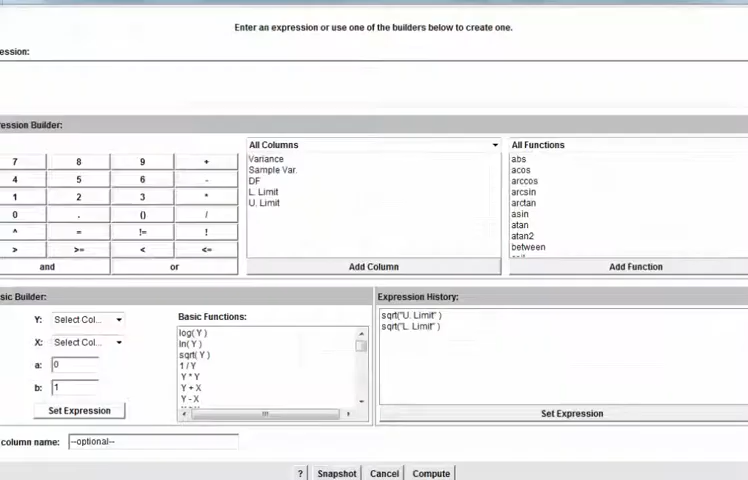 Enter an expression or use one of the builders below to create one.
ession:
ession Builder:
7 8 9 +
4 5 6 -
1 2 3 *
0 . () /
^ = != !
> >= < <=
and or
All Columns
Variance
Sample Var.
DF
L. Limit
U. Limit
Add Column
All Functions
abs
acos
arccos
arcsin
arctan
asin
atan
atan2
between
Add Function
sic Builder:
Y: Select Col...
X: Select Col...
a: 0
b: 1
Set Expression
Basic Functions:
log( Y )
ln( Y )
sqrt( Y )
1 / Y
Y * Y
Y + X
Y - X
Expression History:
sqrt("U. Limit" )
sqrt("L. Limit" )
Set Expression
column name: --optional--
? Snapshot Cancel Compute